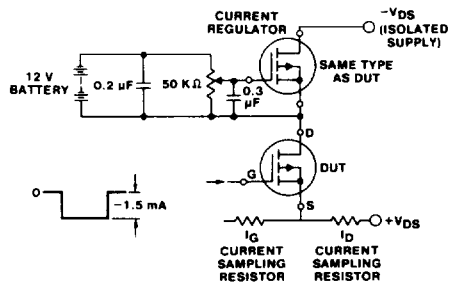 CURRENT
REGULATOR
−VDS
(ISOLATED
SUPPLY)
12 V
BATTERY
0.2 µF
50 KΩ
0.3
µF
SAME TYPE
AS DUT
D
G
DUT
S
O
−1.5 mA
+VDS
IG
CURRENT
SAMPLING
RESISTOR
ID
CURRENT
SAMPLING
RESISTOR